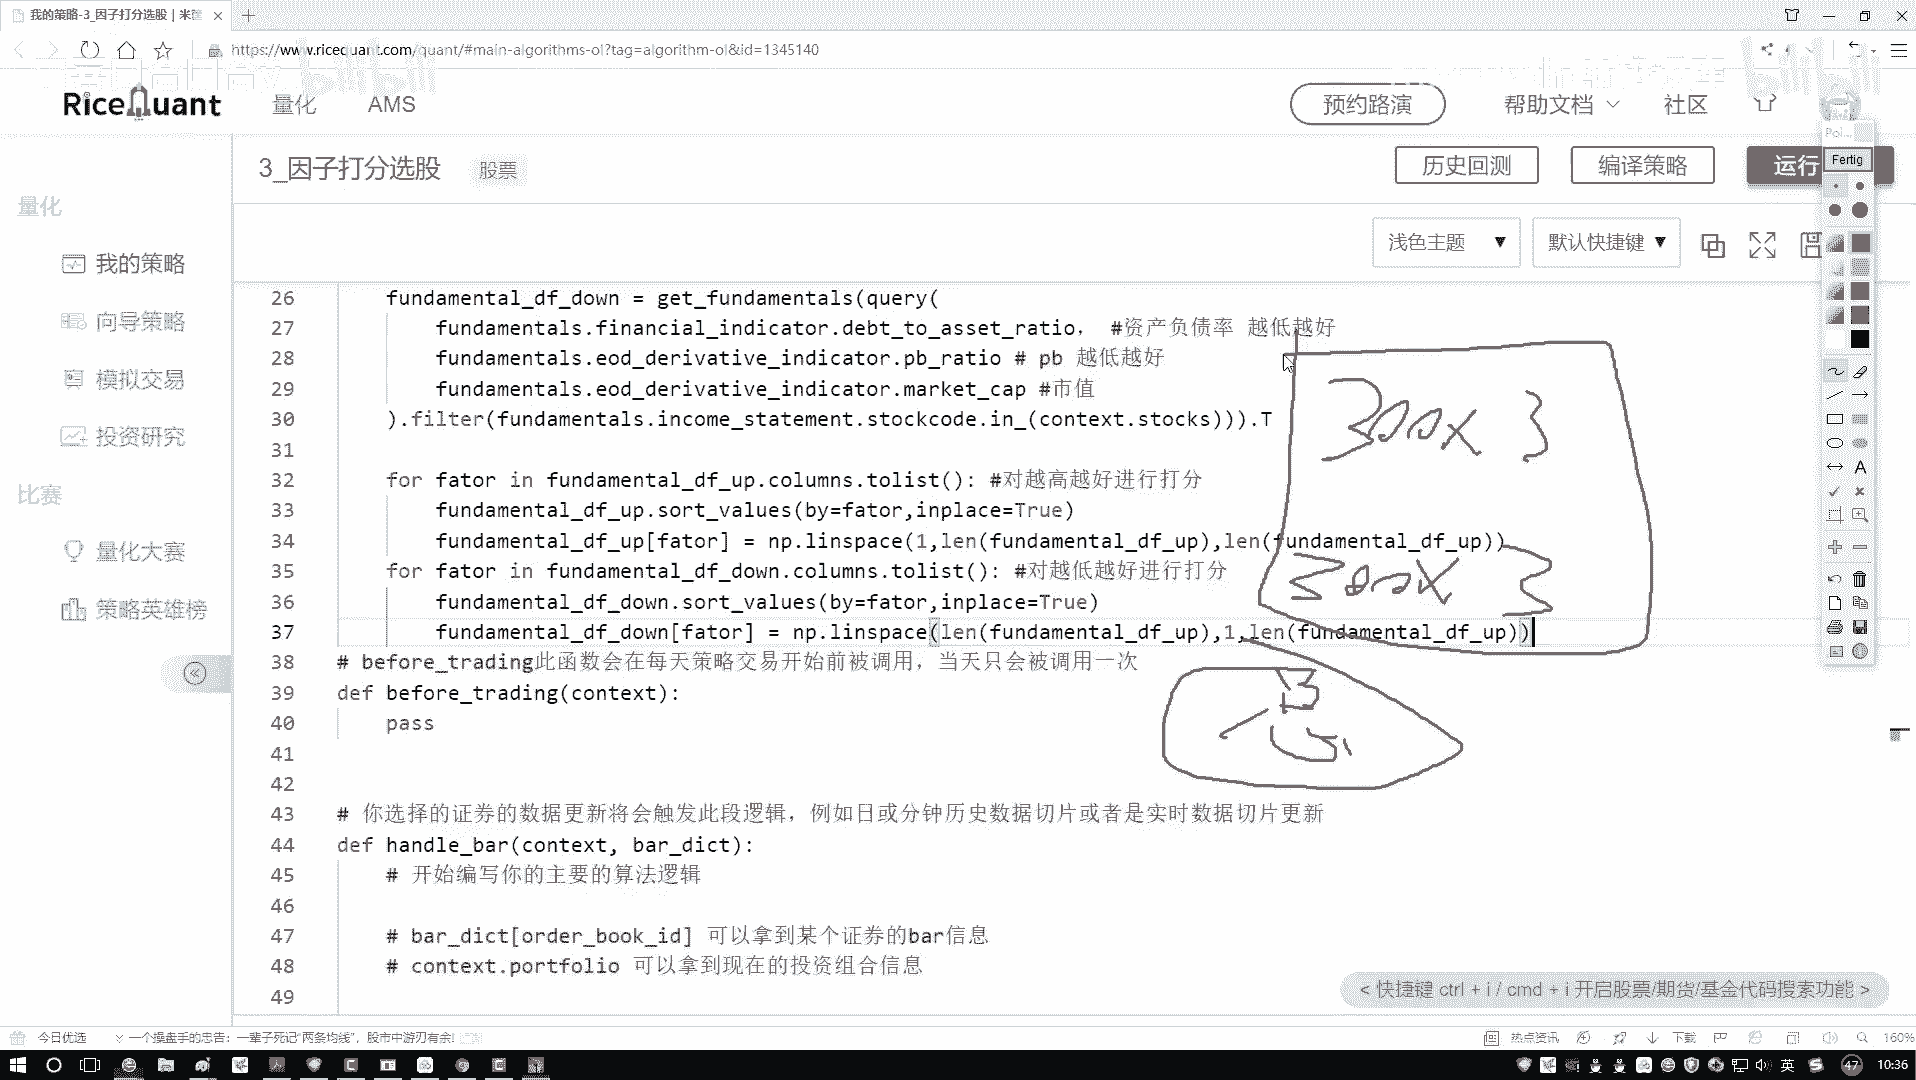 我的策略-3_因子打分选股 | 米筐
https://www.ricequant.com/quant/#main-algorithms-ol?tag=algorithm-ol&id=1345140
RiceQuant 量化 AMS 预约路演 帮助文档 社区
3_因子打分选股 股票 历史回测 编译策略 运行
Fertig
浅色主题 ▼ 默认快捷键 ▼
量化
我的策略
向导策略
模拟交易
投资研究
比赛
量化大赛
策略英雄榜
26 fundamental_df_down = get_fundamentals(query(
27 fundamentals.financial_indicator.debt_to_asset_ratio, #资产负债率 越低越好
28 fundamentals.eod_derivative_indicator.pb_ratio # pb 越低越好
29 fundamentals.eod_derivative_indicator.market_cap #市值
30 ).filter(fundamentals.income_statement.stockcode.in_(context.stocks))).T
31
32 for fator in fundamental_df_up.columns.tolist(): #对越高越好进行打分
33 fundamental_df_up.sort_values(by=fator,inplace=True)
34 fundamental_df_up[fator] = np.linspace(1,len(fundamental_df_up),len(fundamental_df_up))
35 for fator in fundamental_df_down.columns.tolist(): #对越低越好进行打分
36 fundamental_df_down.sort_values(by=fator,inplace=True)
37 fundamental_df_down[fator] = np.linspace(len(fundamental_df_up),1,len(fundamental_df_up))
38 # before_trading此函数会在每天策略交易开始前被调用，当天只会被调用一次
39 def before_trading(context):
40 pass
41
42
43 # 你选择的证券的数据更新将会触发此段逻辑，例如日或分钟历史数据切片或者是实时数据切片更新
44 def handle_bar(context, bar_dict):
45 # 开始编写你的主要的算法逻辑
46
47 # bar_dict[order_book_id] 可以拿到某个证券的bar信息
48 # context.portfolio 可以拿到现在的投资组合信息
49
300x 3
300x 3
< 快捷键 ctrl + i / cmd + i 开启股票/期货/基金代码搜索功能 >
今日优选 一个操盘手的忠告：一辈子死记“两条均线”，股市中游刃有余! 热点资讯 下载 160%
英 47 10:36